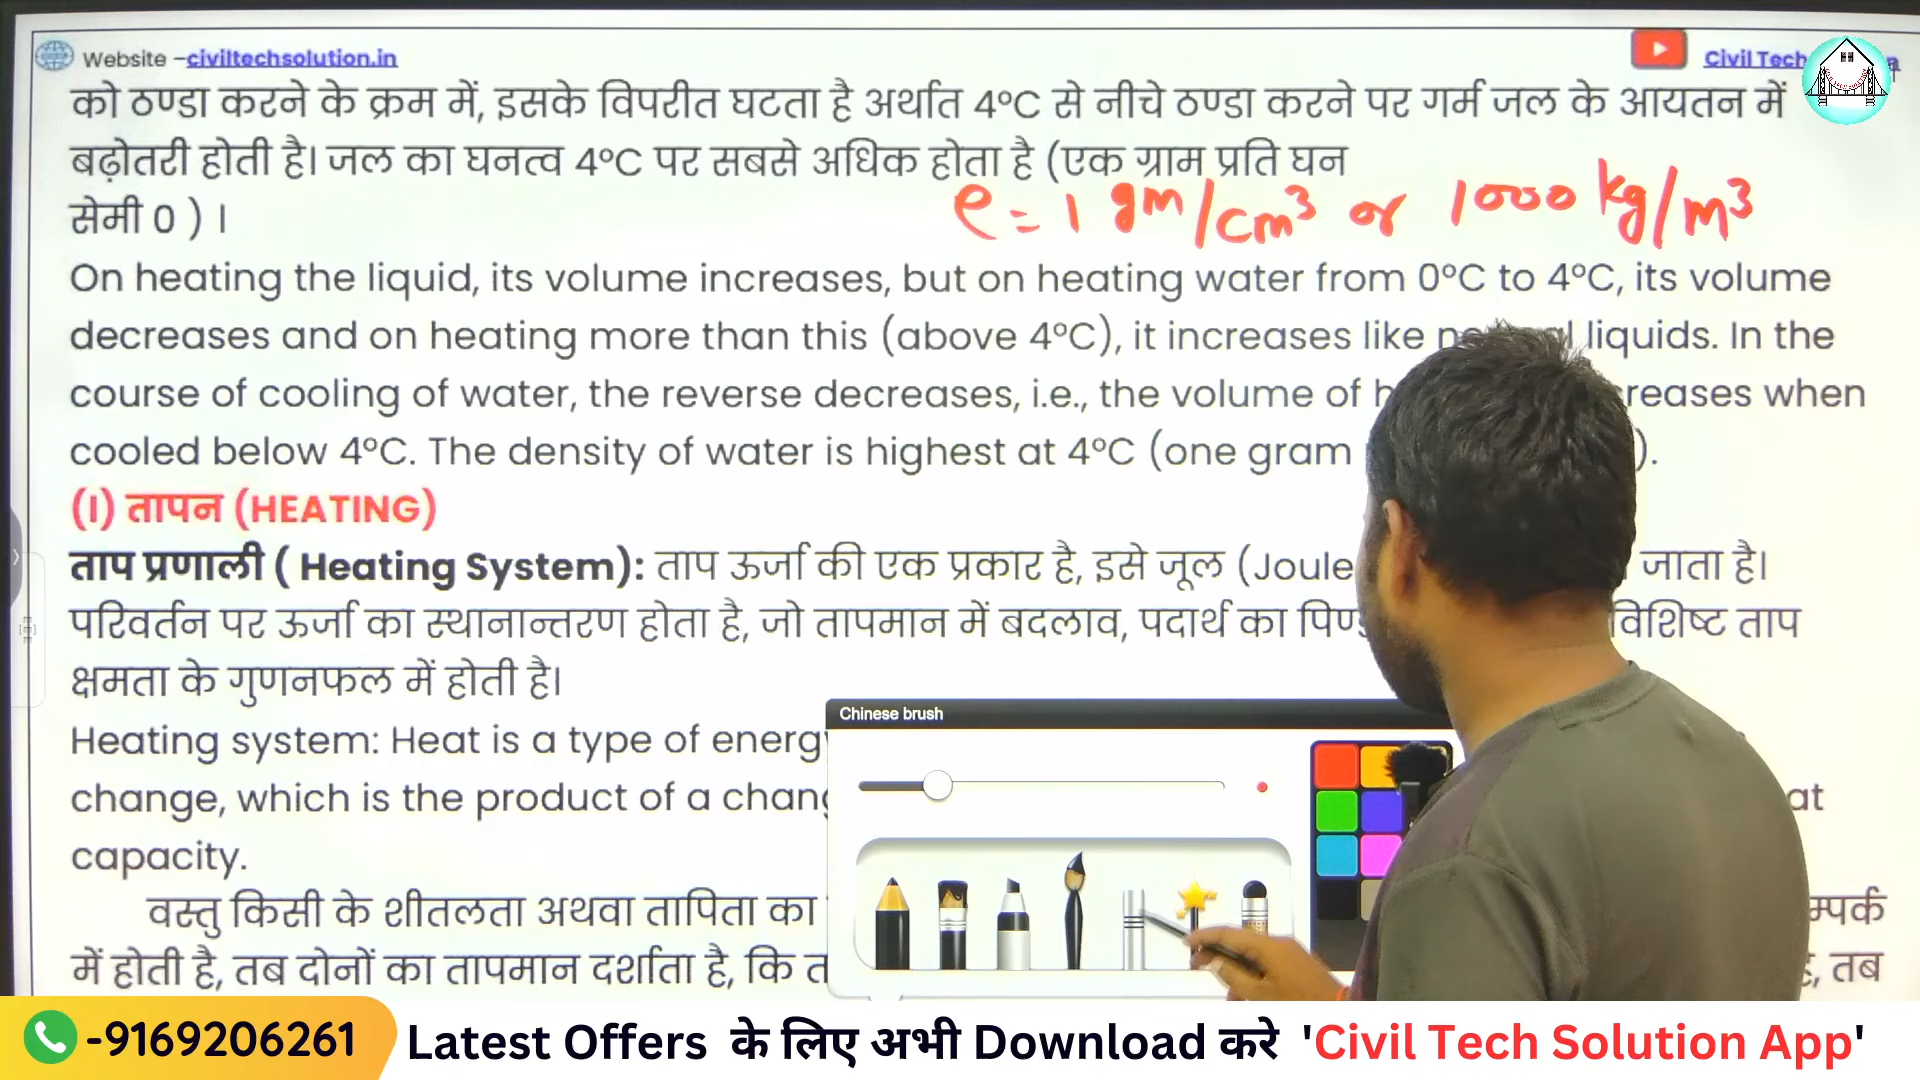 Website –civiltechsolution.in
Civil Tech
को ठण्डा करने के क्रम में, इसके विपरीत घटता है अर्थात 4°C से नीचे ठण्डा करने पर गर्म जल के आयतन में
बढ़ोतरी होती है। जल का घनत्व 4°C पर सबसे अधिक होता है (एक ग्राम प्रति घन
सेमी 0 ) ।
ρ = 1 gm/cm³ or 1000 kg/m³
On heating the liquid, its volume increases, but on heating water from 0°C to 4°C, its volume
decreases and on heating more than this (above 4°C), it increases like liquids. In the
course of cooling of water, the reverse decreases, i.e., the volume of reases when
cooled below 4°C. The density of water is highest at 4°C (one gram ).
(I) तापन (HEATING)
ताप प्रणाली ( Heating System): ताप ऊर्जा की एक प्रकार है, इसे जूल (Joule जाता है।
परिवर्तन पर ऊर्जा का स्थानान्तरण होता है, जो तापमान में बदलाव, पदार्थ का विशिष्ट ताप
क्षमता के गुणनफल में होती है।
Heating system: Heat is a type of energy
change, which is the product of a chang at
capacity.
वस्तु किसी के शीतलता अथवा तापिता का म्पर्क
में होती है, तब दोनों का तापमान दर्शाता है, कि तब
Chinese brush
-9169206261 Latest Offers के लिए अभी Download करे 'Civil Tech Solution App'